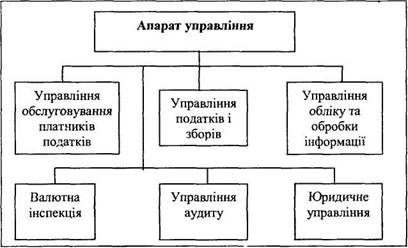 Апарат управління
Управління
обслуговування
платників
податків
Управління
податків і
зборів
Управління
обліку та
обробки
інформації
Валютна
інспекція
Управління
аудиту
Юридичне
управління